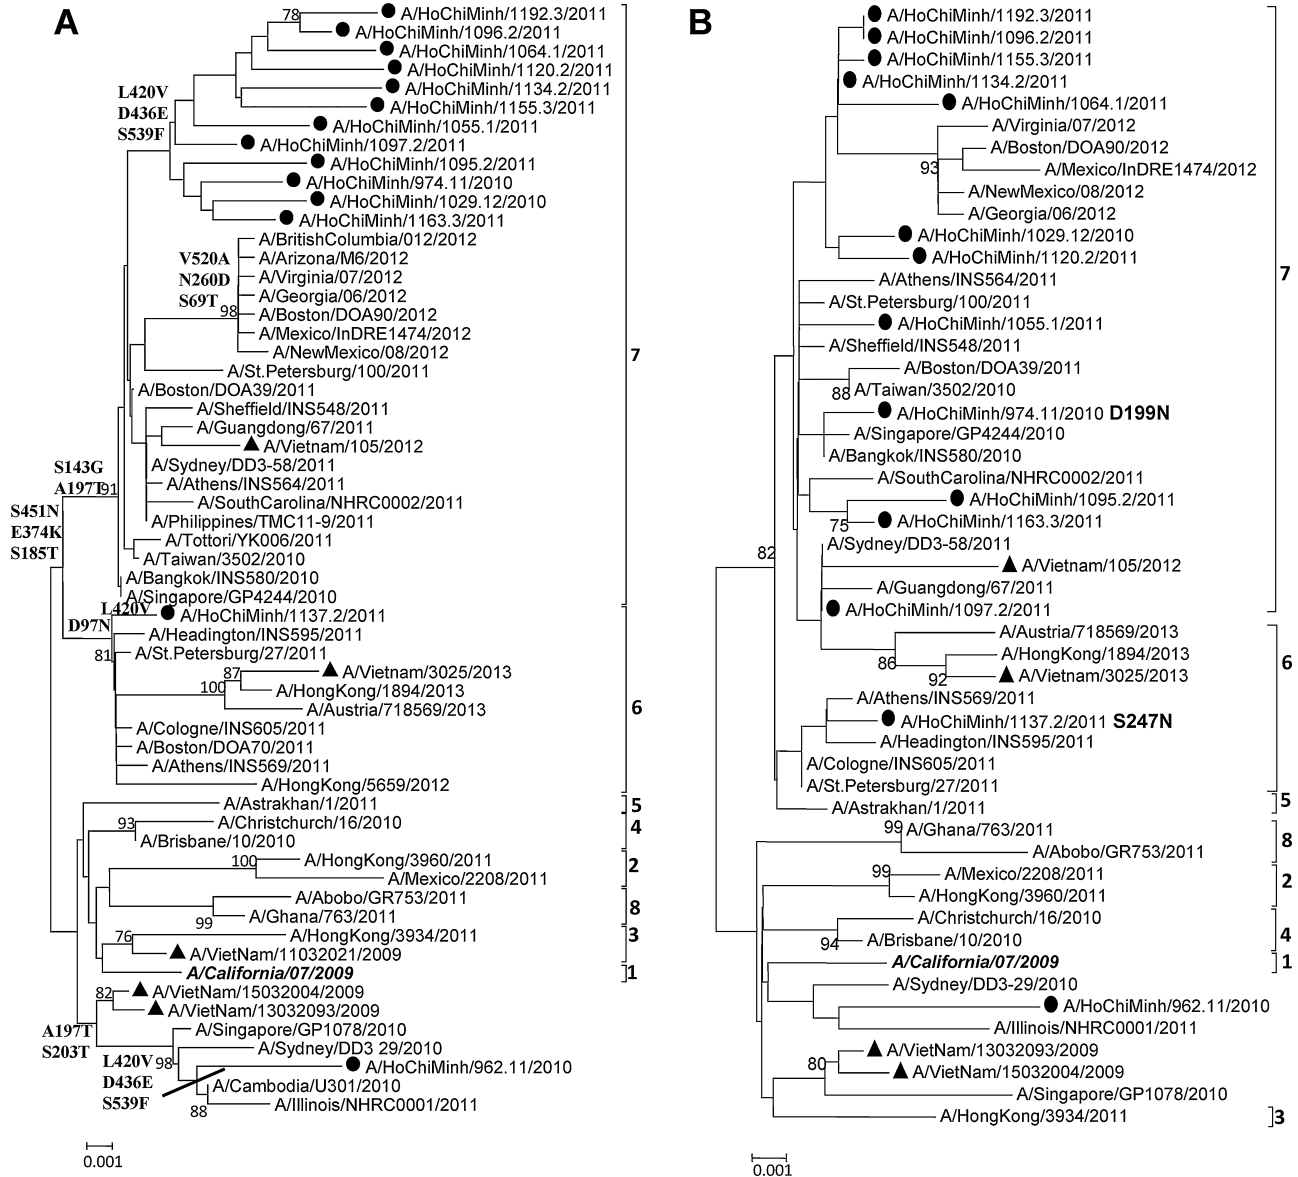 A
78
A/HoChiMinh/1192.3/2011
A/HoChiMinh/1096.2/2011
A/HoChiMinh/1064.1/2011
A/HoChiMinh/1120.2/2011
L420V
A/HoChiMinh/1134.2/2011
D436E
A/HoChiMinh/1155.3/2011
S539F
A/HoChiMinh/1055.1/2011
A/HoChiMinh/1097.2/2011
A/HoChiMinh/1095.2/2011
A/HoChiMinh/974.11/2010
A/HoChiMinh/1029.12/2010
A/HoChiMinh/1163.3/2011
A/BritishColumbia/012/2012
V520A
A/Arizona/M6/2012
N260D
A/Virginia/07/2012
S69T
A/Georgia/06/2012
98
A/Boston/DOA90/2012
A/Mexico/InDRE1474/2012
A/NewMexico/08/2012
7
A/St.Petersburg/100/2011
A/Boston/DOA39/2011
A/Sheffield/INS548/2011
A/Guangdong/67/2011
A/Vietnam/105/2012
S143G
A/Sydney/DD3-58/2011
A197T
91
A/Athens/INS564/2011
S451N
A/SouthCarolina/NHRC0002/2011
E374K
A/Philippines/TMC11-9/2011
S185T
A/Tottori/YK006/2011
A/Taiwan/3502/2010
A/Bangkok/INS580/2010
A/Singapore/GP4244/2010
L420V
A/HoChiMinh/1137.2/2011
D97N
A/Headington/INS595/2011
81
A/St.Petersburg/27/2011
87
A/Vietnam/3025/2013
100
A/HongKong/1894/2013
A/Austria/718569/2013
6
A/Cologne/INS605/2011
A/Boston/DOA70/2011
A/Athens/INS569/2011
A/HongKong/5659/2012
A/Astrakhan/1/2011
5
93
A/Christchurch/16/2010
4
A/Brisbane/10/2010
100
A/HongKong/3960/2011
2
A/Mexico/2208/2011
A/Abobo/GR753/2011
8
99
A/Ghana/763/2011
76
A/HongKong/3934/2011
3
A/VietNam/11032021/2009
A/California/07/2009
1
82
A/VietNam/15032004/2009
A/VietNam/13032093/2009
A197T
A/Singapore/GP1078/2010
S203T
A/Sydney/DD3 29/2010
L420V
98
A/HoChiMinh/962.11/2010
D436E
A/Cambodia/U301/2010
S539F
88
A/Illinois/NHRC0001/2011
0.001
B
A/HoChiMinh/1192.3/2011
A/HoChiMinh/1096.2/2011
A/HoChiMinh/1155.3/2011
A/HoChiMinh/1134.2/2011
A/HoChiMinh/1064.1/2011
A/Virginia/07/2012
A/Boston/DOA90/2012
93
A/Mexico/InDRE1474/2012
A/NewMexico/08/2012
A/Georgia/06/2012
A/HoChiMinh/1029.12/2010
A/HoChiMinh/1120.2/2011
7
A/Athens/INS564/2011
A/St.Petersburg/100/2011
A/HoChiMinh/1055.1/2011
A/Sheffield/INS548/2011
A/Boston/DOA39/2011
88
A/Taiwan/3502/2010
A/HoChiMinh/974.11/2010 D199N
A/Singapore/GP4244/2010
A/Bangkok/INS580/2010
A/SouthCarolina/NHRC0002/2011
A/HoChiMinh/1095.2/2011
75
A/HoChiMinh/1163.3/2011
82
A/Sydney/DD3-58/2011
A/Vietnam/105/2012
A/Guangdong/67/2011
A/HoChiMinh/1097.2/2011
A/Austria/718569/2013
86
A/HongKong/1894/2013
6
92
A/Vietnam/3025/2013
A/Athens/INS569/2011
A/HoChiMinh/1137.2/2011 S247N
A/Headington/INS595/2011
A/Cologne/INS605/2011
A/St.Petersburg/27/2011
A/Astrakhan/1/2011
5
99
A/Ghana/763/2011
8
A/Abobo/GR753/2011
99
A/Mexico/2208/2011
2
A/HongKong/3960/2011
A/Christchurch/16/2010
4
94
A/Brisbane/10/2010
A/California/07/2009
1
A/Sydney/DD3-29/2010
A/HoChiMinh/962.11/2010
A/Illinois/NHRC0001/2011
A/VietNam/13032093/2009
80
A/VietNam/15032004/2009
A/Singapore/GP1078/2010
A/HongKong/3934/2011
3
0.001